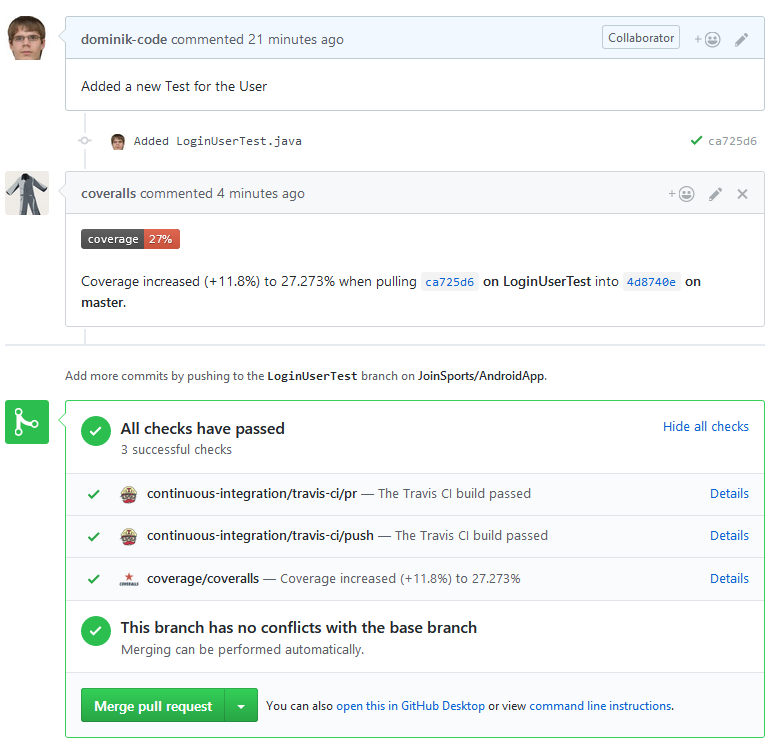 dominik-code commented 21 minutes ago Collaborator +
Added a new Test for the User
Added LoginUserTest.java ca725d6
coveralls commented 4 minutes ago +
coverage 27%
Coverage increased (+11.8%) to 27.273% when pulling ca725d6 on LoginUserTest into 4d8740e on
master.
Add more commits by pushing to the LoginUserTest branch on JoinSports/AndroidApp.
All checks have passed Hide all checks
3 successful checks
continuous-integration/travis-ci/pr — The Travis CI build passed Details
continuous-integration/travis-ci/push — The Travis CI build passed Details
COVERALLS coverage/coveralls — Coverage increased (+11.8%) to 27.273% Details
This branch has no conflicts with the base branch
Merging can be performed automatically.
Merge pull request You can also open this in GitHub Desktop or view command line instructions.